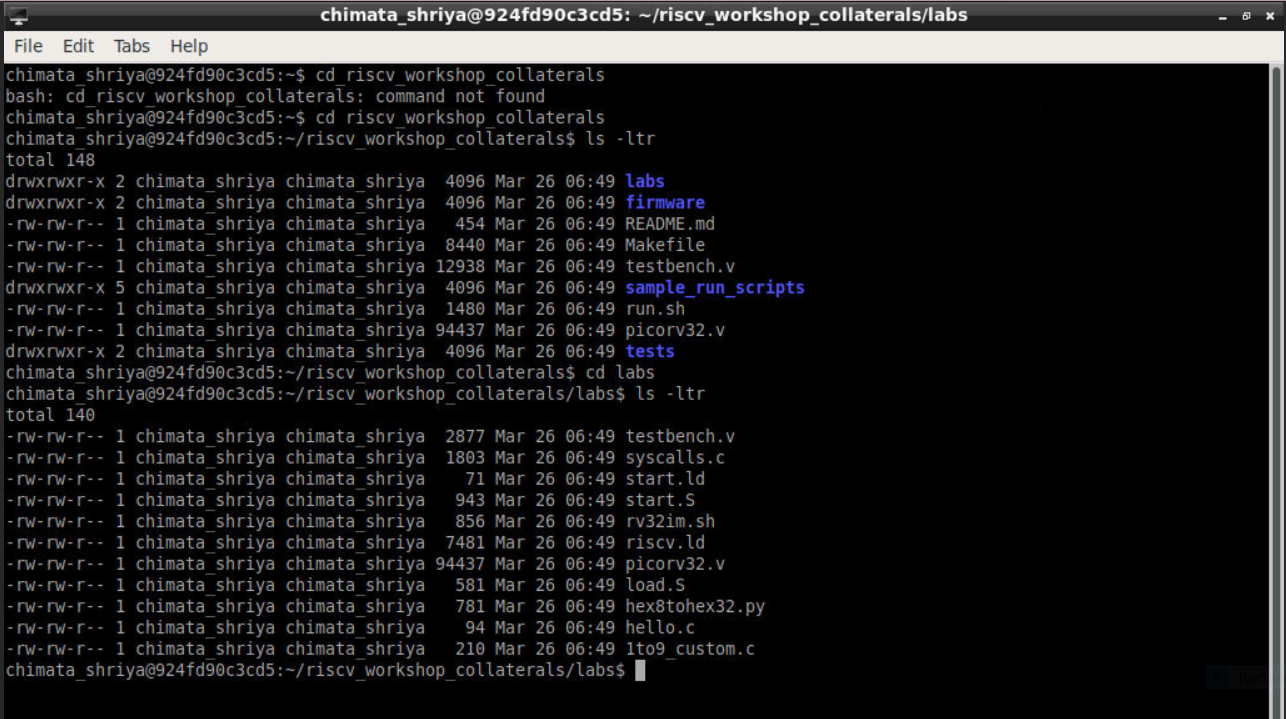 chimata_shriya@924fd90c3cd5: ~/riscv_workshop_collaterals/labs
File Edit Tabs Help
chimata_shriya@924fd90c3cd5:~$ cd_riscv_workshop_collaterals
bash: cd_riscv_workshop_collaterals: command not found
chimata_shriya@924fd90c3cd5:~$ cd riscv_workshop_collaterals
chimata_shriya@924fd90c3cd5:~/riscv_workshop_collaterals$ ls -ltr
total 148
drwxrwxr-x 2 chimata_shriya chimata_shriya  4096 Mar 26 06:49 labs
drwxrwxr-x 2 chimata_shriya chimata_shriya  4096 Mar 26 06:49 firmware
-rw-rw-r-- 1 chimata_shriya chimata_shriya   454 Mar 26 06:49 README.md
-rw-rw-r-- 1 chimata_shriya chimata_shriya  8440 Mar 26 06:49 Makefile
-rw-rw-r-- 1 chimata_shriya chimata_shriya 12938 Mar 26 06:49 testbench.v
drwxrwxr-x 5 chimata_shriya chimata_shriya  4096 Mar 26 06:49 sample_run_scripts
-rw-rw-r-- 1 chimata_shriya chimata_shriya  1480 Mar 26 06:49 run.sh
-rw-rw-r-- 1 chimata_shriya chimata_shriya 94437 Mar 26 06:49 picorv32.v
drwxrwxr-x 2 chimata_shriya chimata_shriya  4096 Mar 26 06:49 tests
chimata_shriya@924fd90c3cd5:~/riscv_workshop_collaterals$ cd labs
chimata_shriya@924fd90c3cd5:~/riscv_workshop_collaterals/labs$ ls -ltr
total 140
-rw-rw-r-- 1 chimata_shriya chimata_shriya  2877 Mar 26 06:49 testbench.v
-rw-rw-r-- 1 chimata_shriya chimata_shriya  1803 Mar 26 06:49 syscalls.c
-rw-rw-r-- 1 chimata_shriya chimata_shriya    71 Mar 26 06:49 start.ld
-rw-rw-r-- 1 chimata_shriya chimata_shriya   943 Mar 26 06:49 start.S
-rw-rw-r-- 1 chimata_shriya chimata_shriya   856 Mar 26 06:49 rv32im.sh
-rw-rw-r-- 1 chimata_shriya chimata_shriya  7481 Mar 26 06:49 riscv.ld
-rw-rw-r-- 1 chimata_shriya chimata_shriya 94437 Mar 26 06:49 picorv32.v
-rw-rw-r-- 1 chimata_shriya chimata_shriya   581 Mar 26 06:49 load.S
-rw-rw-r-- 1 chimata_shriya chimata_shriya   781 Mar 26 06:49 hex8tohex32.py
-rw-rw-r-- 1 chimata_shriya chimata_shriya    94 Mar 26 06:49 hello.c
-rw-rw-r-- 1 chimata_shriya chimata_shriya   210 Mar 26 06:49 1to9_custom.c
chimata_shriya@924fd90c3cd5:~/riscv_workshop_collaterals/labs$